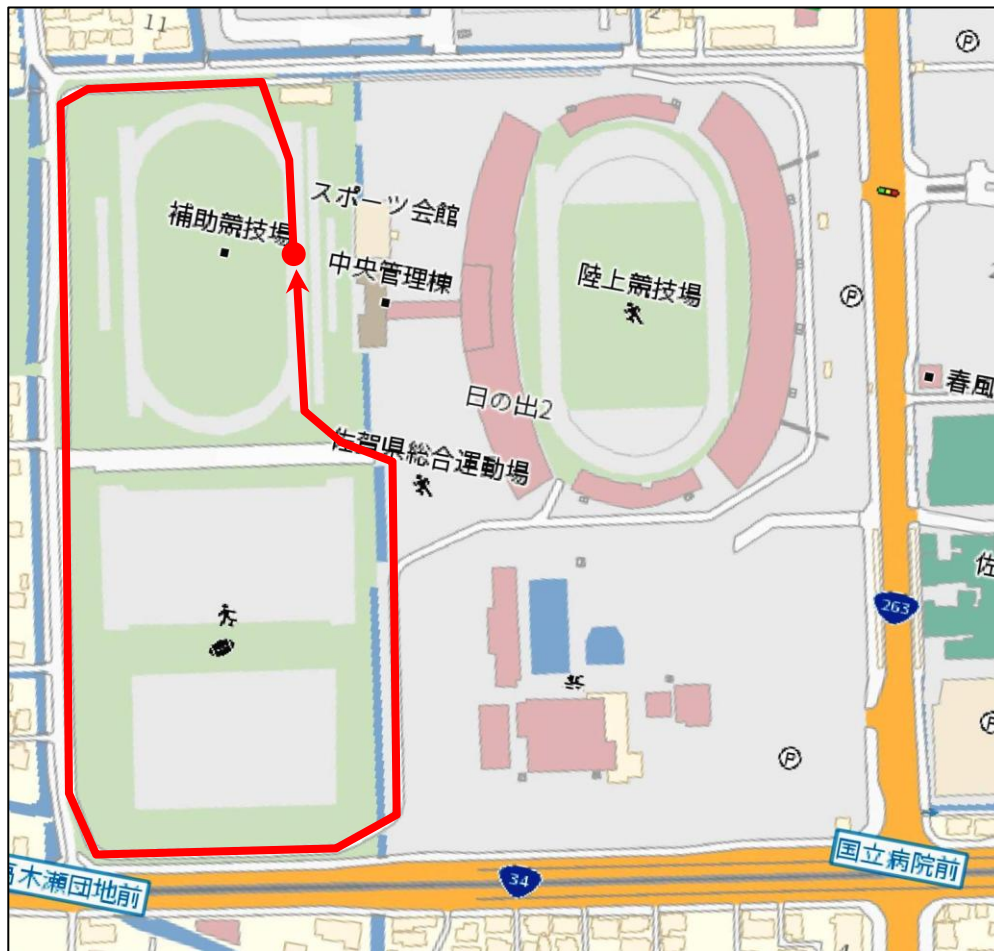 11
スポーツ会館
補助競技場
中央管理棟
陸上競技場
春風
日の出2
佐賀県総合運動場
佐
263
国立病院前
木瀬団地前
34
P
P
P
P